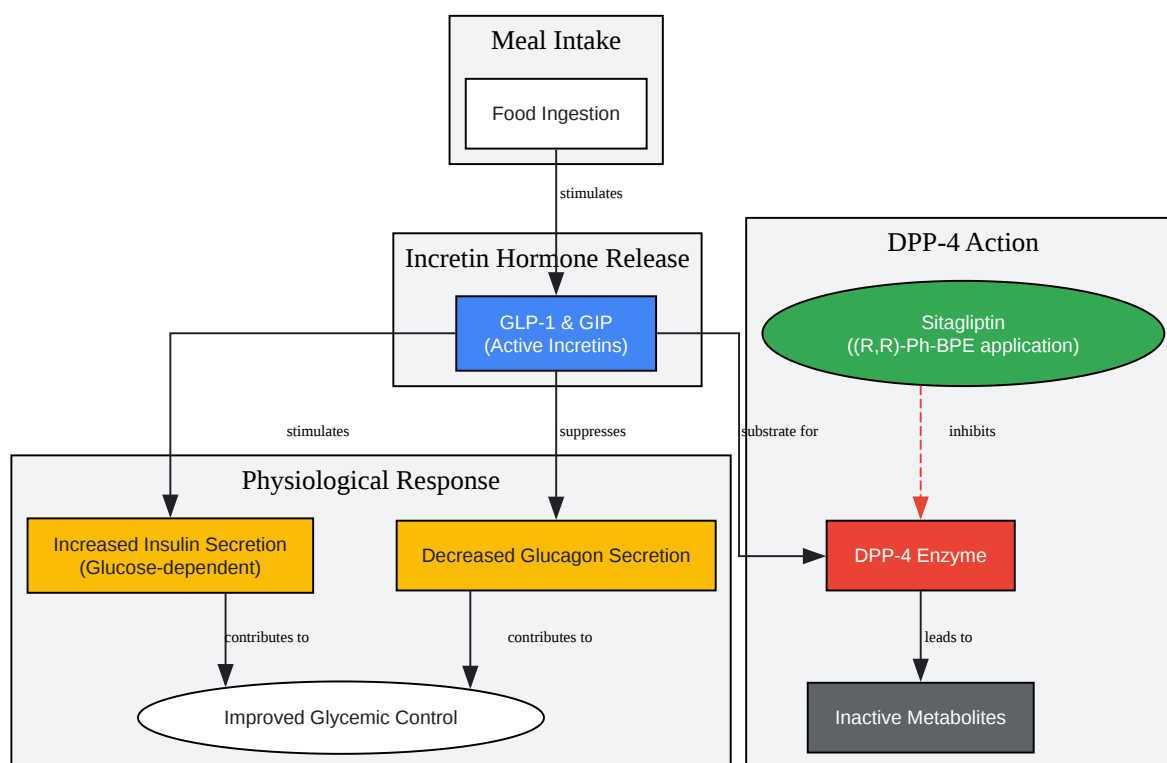 Meal Intake
Food Ingestion
stimulates
Incretin Hormone Release
GLP-1 & GIP
(Active Incretins)
DPP-4 Action
Sitagliptin
((R,R)-Ph-BPE application)
stimulates
suppresses
substrate for
inhibits
Physiological Response
Increased Insulin Secretion
(Glucose-dependent)
Decreased Glucagon Secretion
DPP-4 Enzyme
contributes to
contributes to
leads to
Improved Glycemic Control
Inactive Metabolites